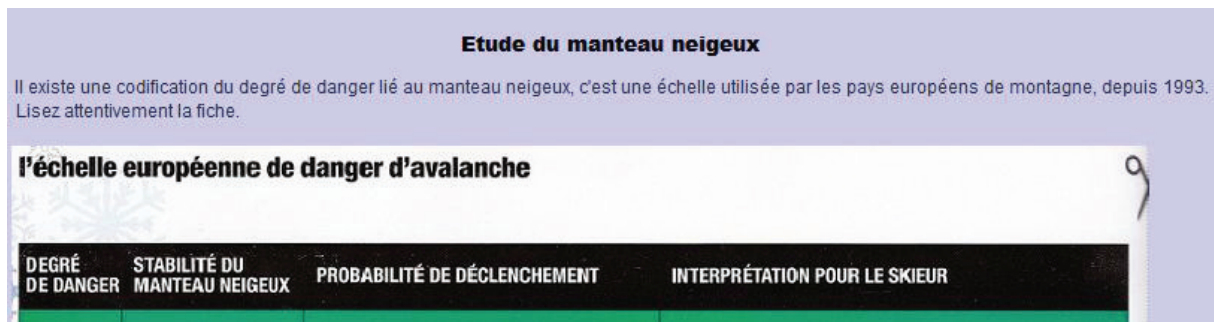 Etude du manteau neigeux
Il existe une codification du degré de danger lié au manteau neigeux, c'est une échelle utilisée par les pays européens de montagne, depuis 1993.
Lisez attentivement la fiche.
l'échelle européenne de danger d'avalanche
DEGRÉ DE DANGER
STABILITÉ DU MANTEAU NEIGEUX
PROBABILITÉ DE DÉCLENCHEMENT
INTERPRÉTATION POUR LE SKIEUR